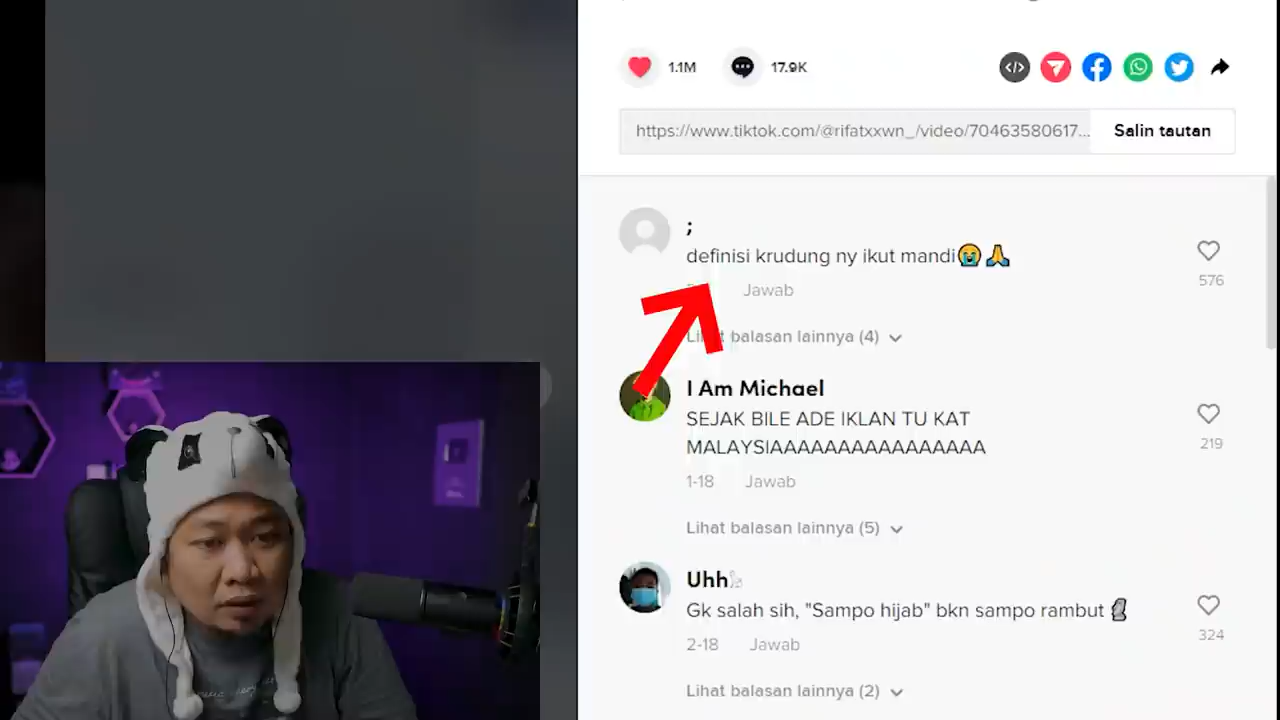 1.1M
17.9K
https://www.tiktok.com/@rifatxxwn_/video/70463580617...
Salin tautan
;
definisi krudung ny ikut mandi😭🙏
576
Jawab
Lihat balasan lainnya (4)
I Am Michael
SEJAK BILE ADE IKLAN TU KAT
MALAYSIAAAAAAAAAAAAAAAA
219
1-18 Jawab
Lihat balasan lainnya (5)
Uhh
Gk salah sih, "Sampo hijab" bkn sampo rambut🗿
324
2-18 Jawab
Lihat balasan lainnya (2)